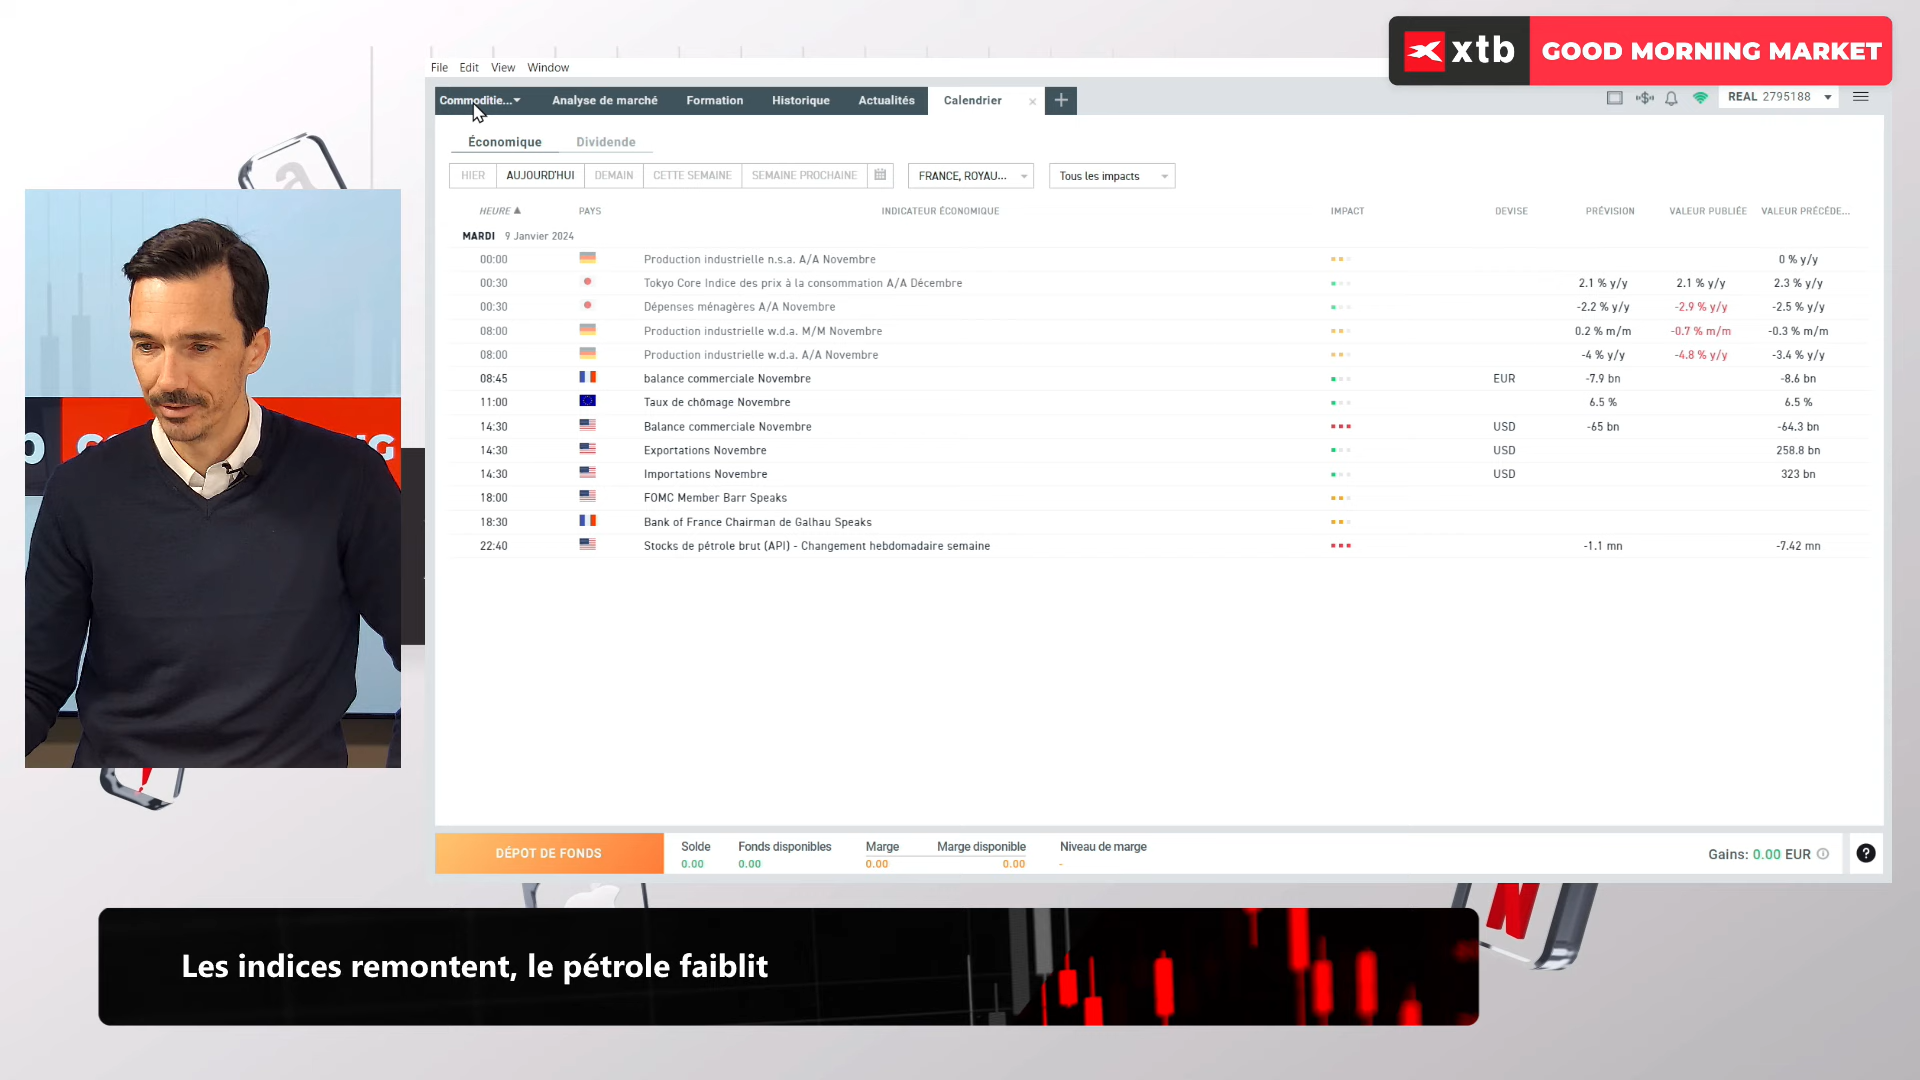 xtb GOOD MORNING MARKET
File Edit View Window
Commoditie... Analyse de marché Formation Historique Actualités Calendrier
REAL 2795188
Économique Dividende
HIER AUJOURD'HUI DEMAIN CETTE SEMAINE SEMAINE PROCHAINE FRANCE, ROYAU... Tous les impacts
HEURE PAYS INDICATEUR ÉCONOMIQUE IMPACT DEVISE PRÉVISION VALEUR PUBLIÉE VALEUR PRÉCÉDE...
MARDI 9 Janvier 2024
00:00 Production industrielle n.s.a. A/A Novembre 0 % y/y
00:30 Tokyo Core Indice des prix à la consommation A/A Décembre 2.1 % y/y 2.1 % y/y 2.3 % y/y
00:30 Dépenses ménagères A/A Novembre -2.2 % y/y -2.9 % y/y -2.5 % y/y
08:00 Production industrielle w.d.a. M/M Novembre 0.2 % m/m -0.7 % m/m -0.3 % m/m
08:00 Production industrielle w.d.a. A/A Novembre -4 % y/y -4.8 % y/y -3.4 % y/y
08:45 balance commerciale Novembre EUR -7.9 bn -8.6 bn
11:00 Taux de chômage Novembre 6.5 % 6.5 %
14:30 Balance commerciale Novembre USD -65 bn -64.3 bn
14:30 Exportations Novembre USD 258.8 bn
14:30 Importations Novembre USD 323 bn
18:00 FOMC Member Barr Speaks
18:30 Bank of France Chairman de Galhau Speaks
22:40 Stocks de pétrole brut (API) - Changement hebdomadaire semaine -1.1 mn -7.42 mn
DÉPÔT DE FONDS
Solde Fonds disponibles Marge Marge disponible Niveau de marge
0.00 0.00 0.00 0.00 -
Gains: 0.00 EUR
Les indices remontent, le pétrole faiblit